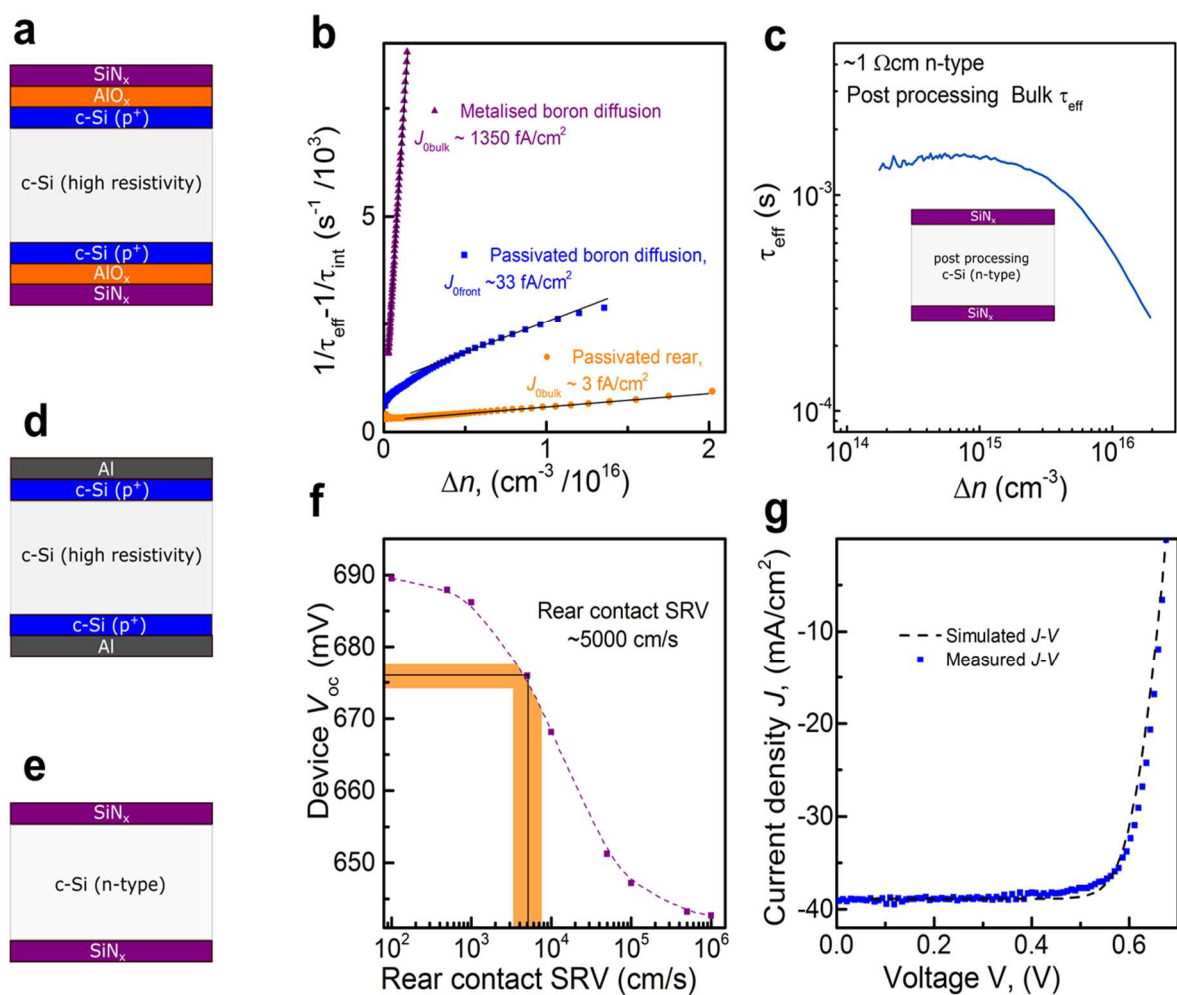 a
SiNx
AlOx
c-Si (p+)
c-Si (high resistivity)
c-Si (p+)
AlOx
SiNx
b
1/τeff-1/τint (s-1 /103)
5
0
Metalised boron diffusion
J0bulk ~ 1350 fA/cm2
Passivated boron diffusion,
J0front ~33 fA/cm2
Passivated rear,
J0bulk ~ 3 fA/cm2
0
1
2
Δn, (cm-3 /1016)
c
~1 Ωcm n-type
Post processing Bulk τeff
τeff (s)
10-3
10-4
SiNx
post processing
c-Si (n-type)
SiNx
1014
1015
1016
Δn (cm-3)
d
Al
c-Si (p+)
c-Si (high resistivity)
c-Si (p+)
Al
e
SiNx
c-Si (n-type)
SiNx
f
Device Voc (mV)
690
680
670
660
650
Rear contact SRV
~5000 cm/s
102
103
104
105
106
Rear contact SRV (cm/s)
g
Current density J, (mA/cm2)
-10
-20
-30
-40
Simulated J-V
Measured J-V
0.0
0.2
0.4
0.6
Voltage V, (V)